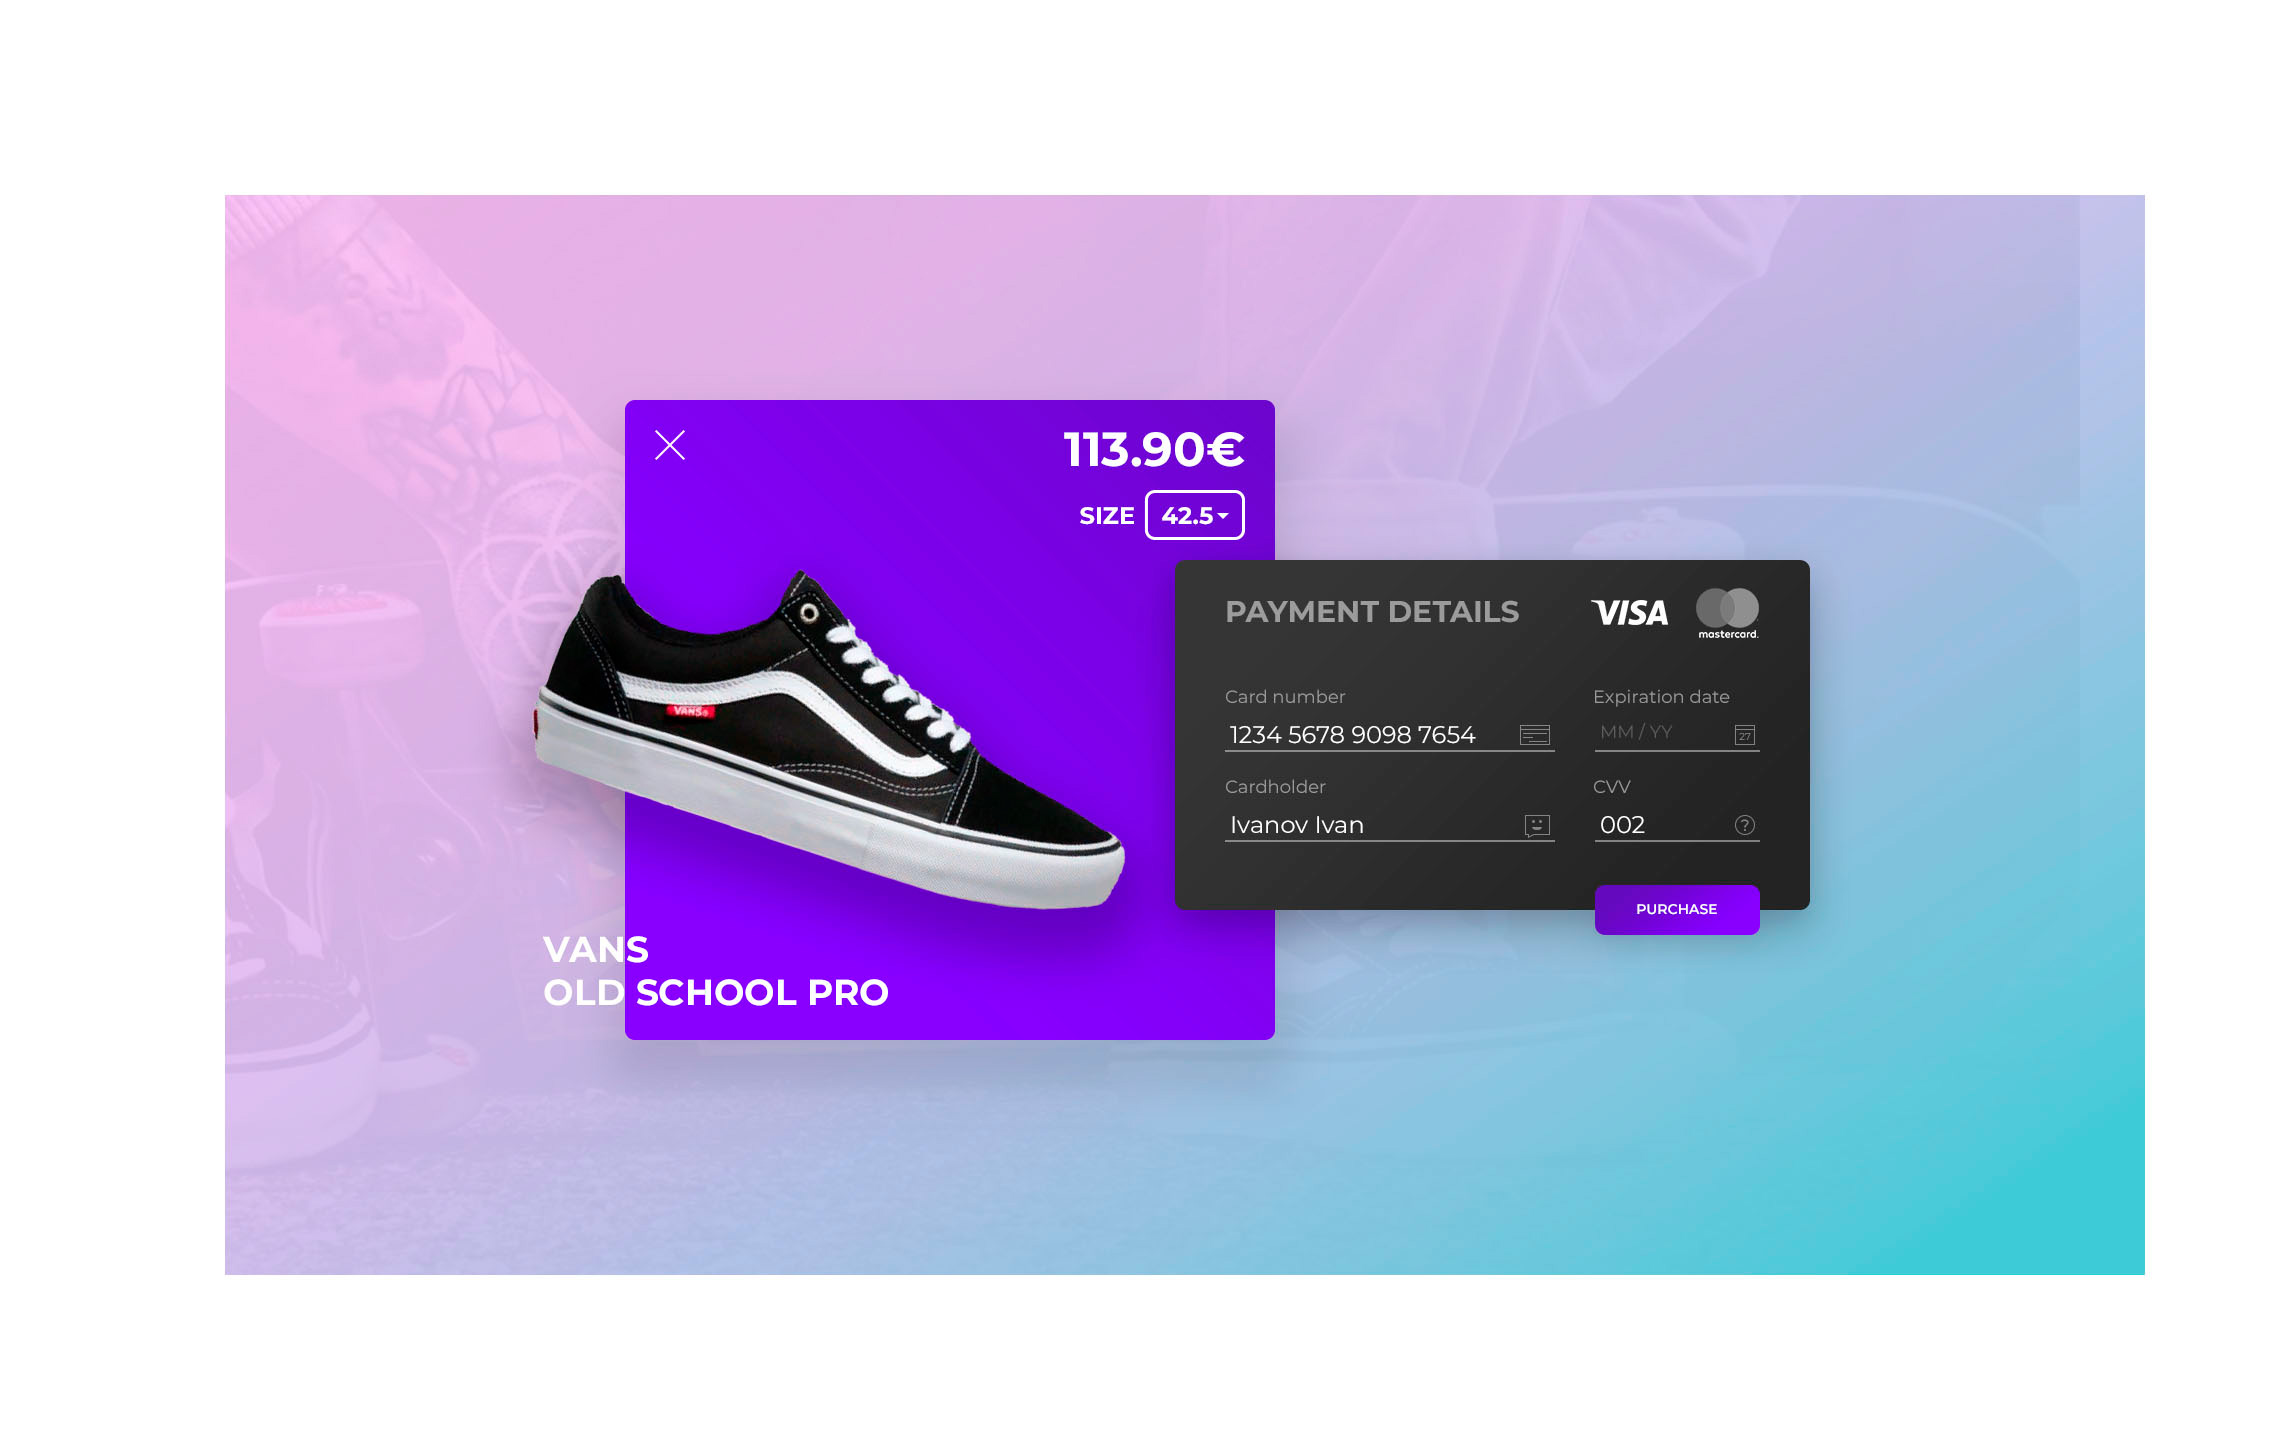 113.90€
SIZE 42.5
VANS
VANS
OLD SCHOOL PRO
PAYMENT DETAILS
VISA
mastercard.
Card number
1234 5678 9098 7654
Expiration date
MM / YY
27
Cardholder
Ivanov Ivan
CVV
002
?
PURCHASE